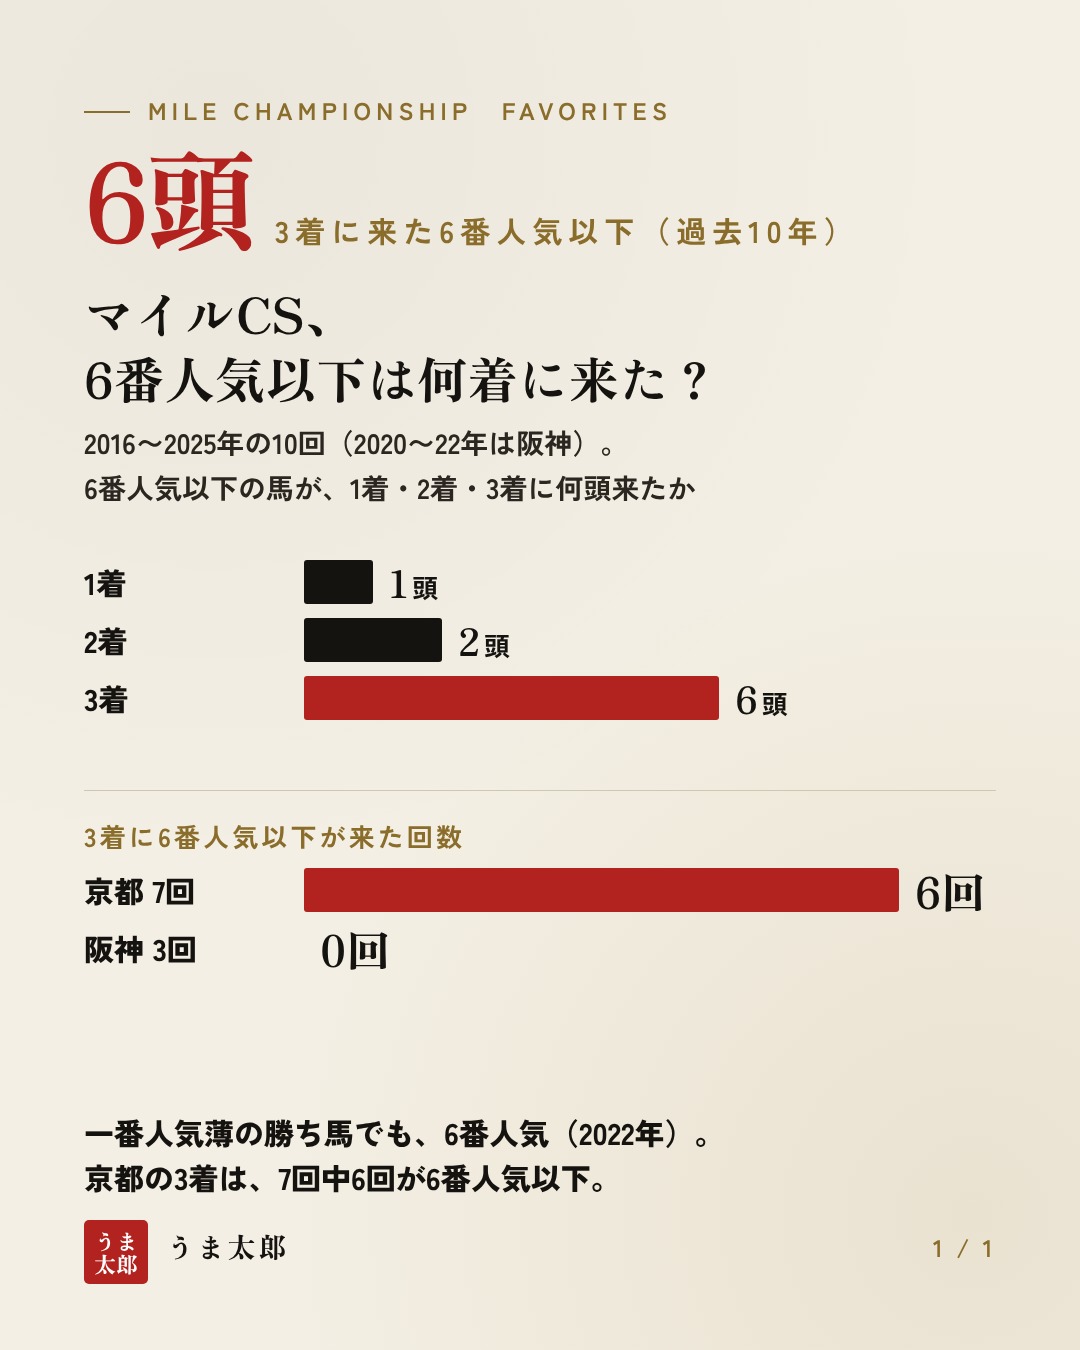 MILE CHAMPIONSHIP FAVORITES
6頭 3着に来た6番人気以下（過去10年）
マイルCS、
6番人気以下は何着に来た？
2016〜2025年の10回（2020〜22年は阪神）。
6番人気以下の馬が、1着・2着・3着に何頭来たか
1着 1頭
2着 2頭
3着 6頭
3着に6番人気以下が来た回数
京都 7回 6回
阪神 3回 0回
一番人気薄の勝ち馬でも、6番人気（2022年）。
京都の3着は、7回中6回が6番人気以下。
うま
太郎
うま太郎
1 / 1